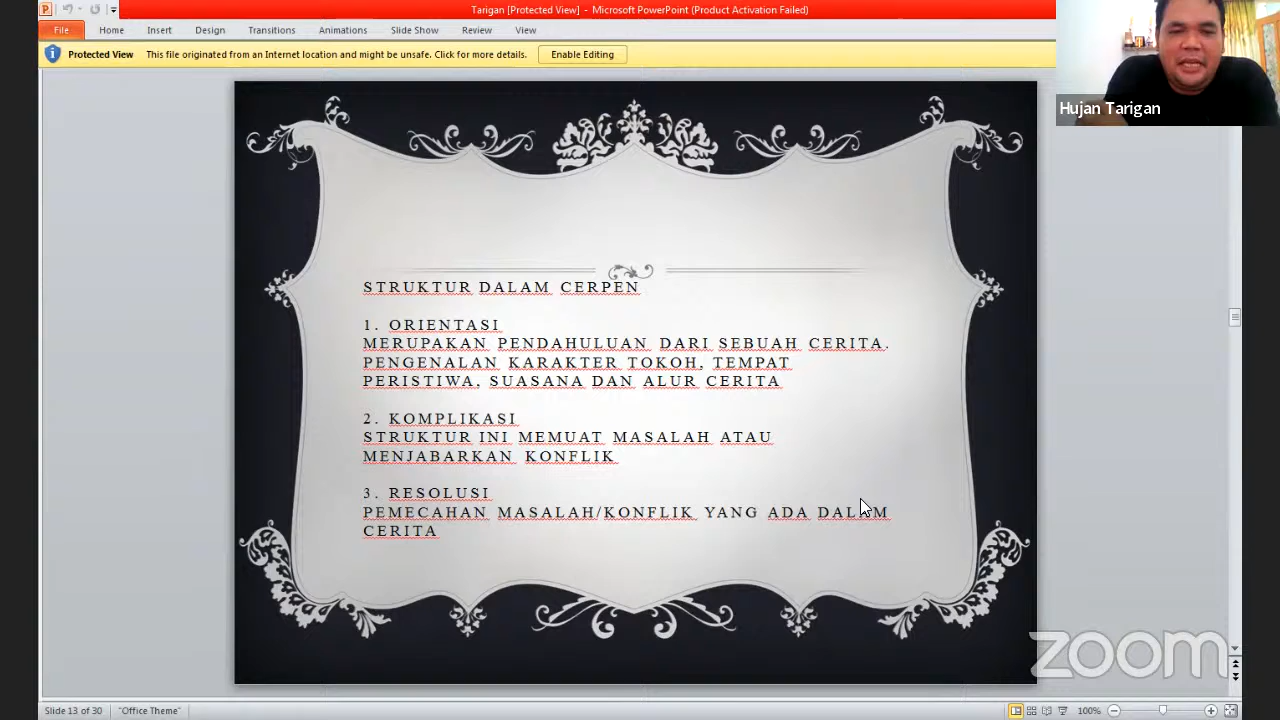 Tarigan [Protected View] - Microsoft PowerPoint (Product Activation Failed)
File Home Insert Design Transitions Animations Slide Show Review View
Protected View This file originated from an Internet location and might be unsafe. Click for more details. Enable Editing
Hujan Tarigan
STRUKTUR DALAM CERPEN
1. ORIENTASI
MERUPAKAN PENDAHULUAN DARI SEBUAH CERITA.
PENGENALAN KARAKTER TOKOH, TEMPAT
PERISTIWA, SUASANA DAN ALUR CERITA
2. KOMPLIKASI
STRUKTUR INI MEMUAT MASALAH ATAU
MENJABARKAN KONFLIK
3. RESOLUSI
PEMECAHAN MASALAH/KONFLIK YANG ADA DALAM
CERITA
zoom
Slide 13 of 30 "Office Theme" 100%